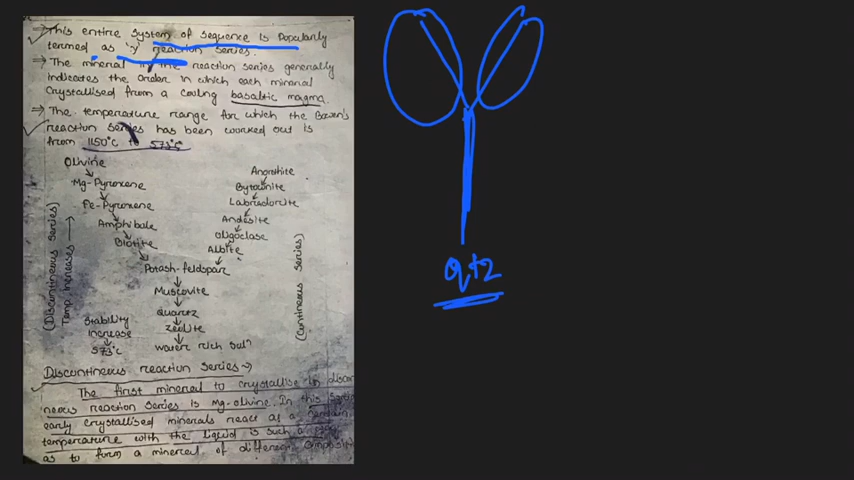 → This entire system of sequence is Popularly
termed as 'y' reaction series.
→ The mineral in the reaction series generally
indicates the order in which each mineral
Crystallised from a cooling basaltic magma.
→ The temperature range for which the Bowen's
reaction Series has been worked out is
from 1150°C to 573°C
Olivine
Anorthite
Mg-Pyroxene
Bytownite
Fe-Pyroxene
Labradorite
Amphibole
Andesite
Oligoclase
Biotite
Albite
Potash-feldspar
Muscovite
Quartz
Zeolite
water rich Sol?
(Discontinuous Series)
Temp. Increases →
(Continuous Series)
Stability
increase
573°C
Discontinuous reaction Series →
The first mineral to crystallise in discon
nuous reaction Series is Mg-olivine. In this Series
early crystallised minerals react at a
temperature with the liquid is such a
as to form a mineral of different
qtz